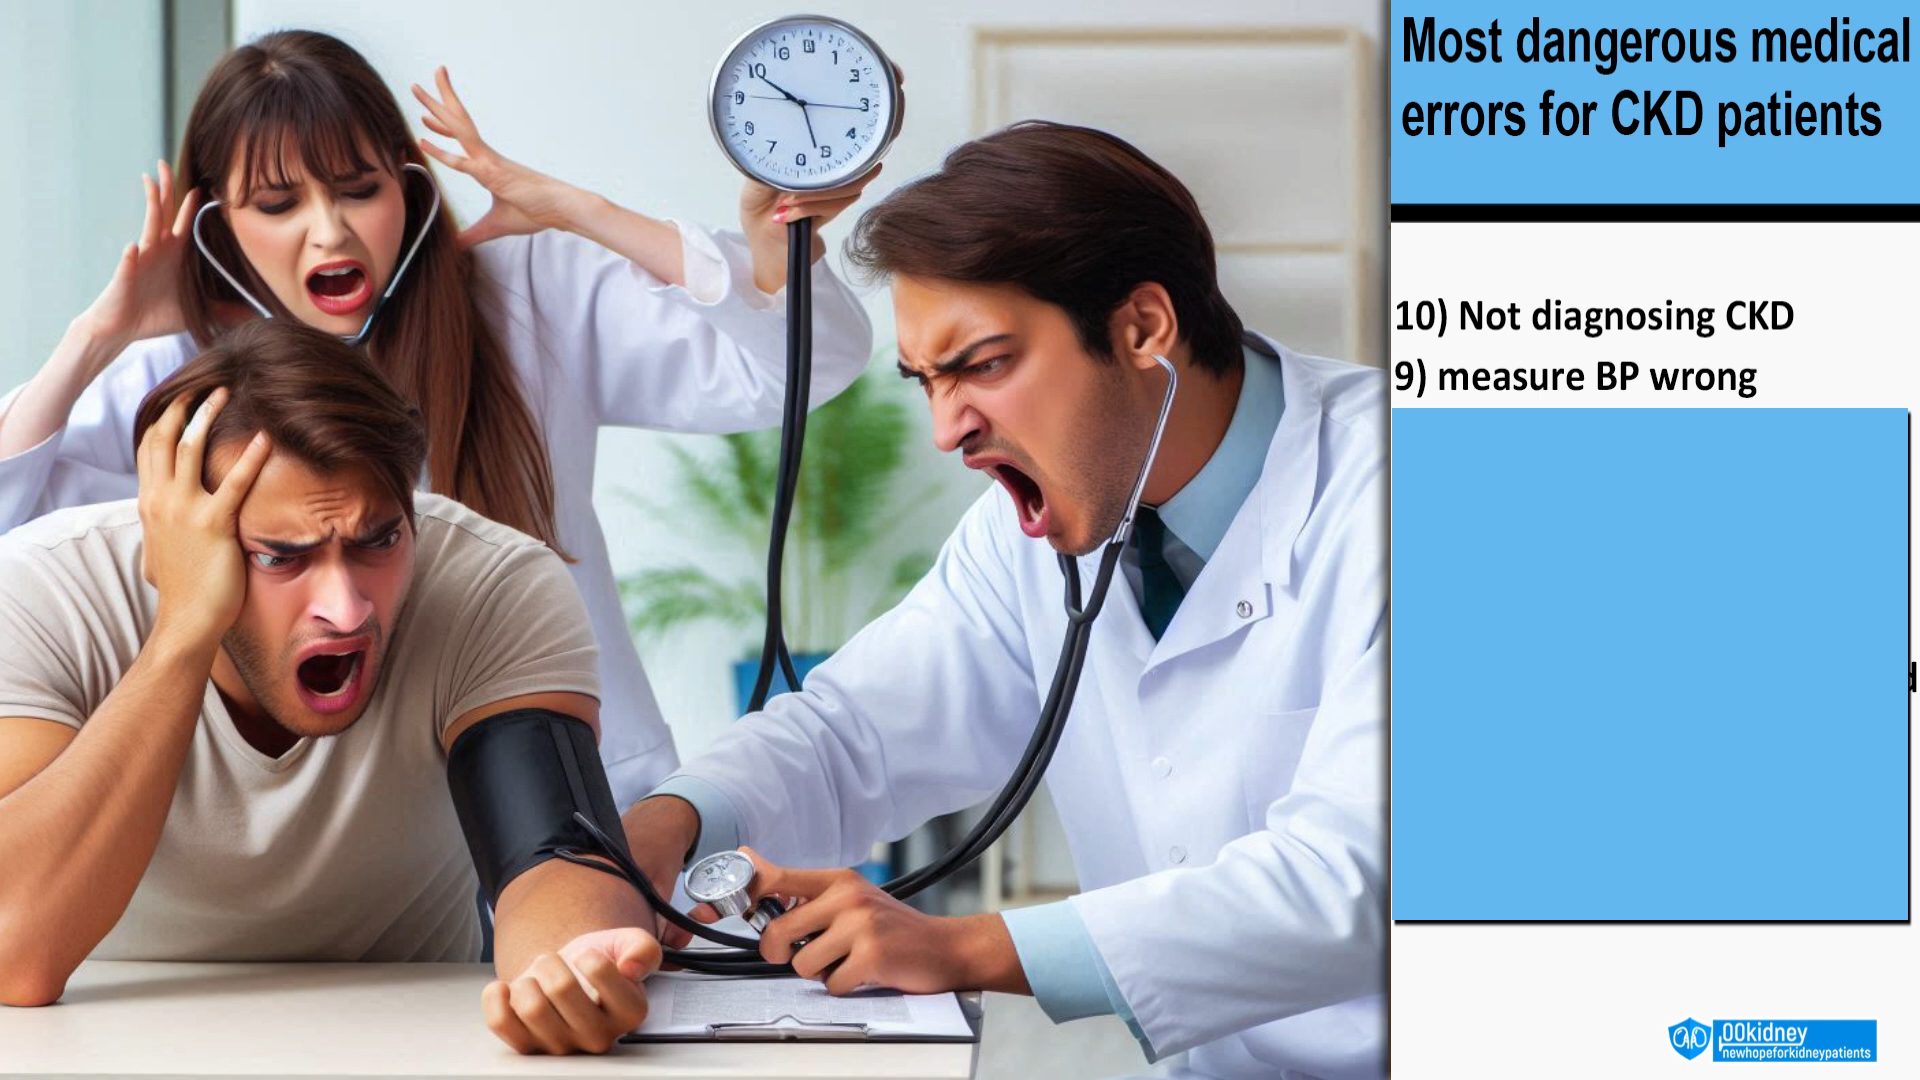 Most dangerous medical
errors for CKD patients
10) Not diagnosing CKD
9) measure BP wrong
d
00kidney
newhopeforkidneypatients